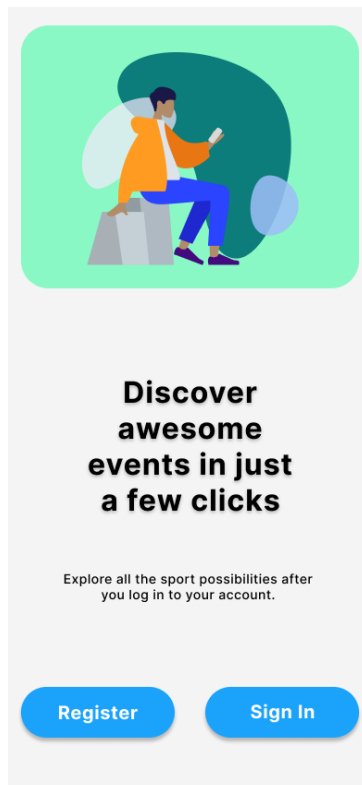 Discover
awesome
events in just
a few clicks
Explore all the sport possibilities after
you log in to your account.
Register
Sign In